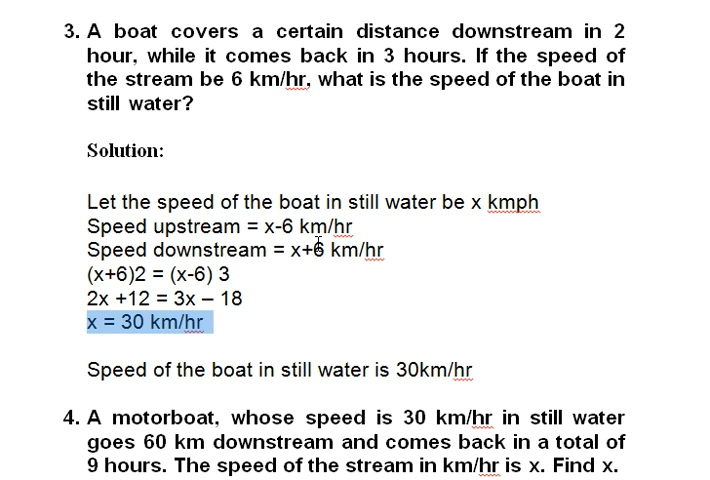 3. A boat covers a certain distance downstream in 2
hour, while it comes back in 3 hours. If the speed of
the stream be 6 km/hr, what is the speed of the boat in
still water?
Solution:
Let the speed of the boat in still water be x kmph
Speed upstream = x-6 km/hr
Speed downstream = x+6 km/hr
(x+6)2 = (x-6) 3
2x +12 = 3x – 18
x = 30 km/hr
Speed of the boat in still water is 30km/hr
4. A motorboat, whose speed is 30 km/hr in still water
goes 60 km downstream and comes back in a total of
9 hours. The speed of the stream in km/hr is x. Find x.